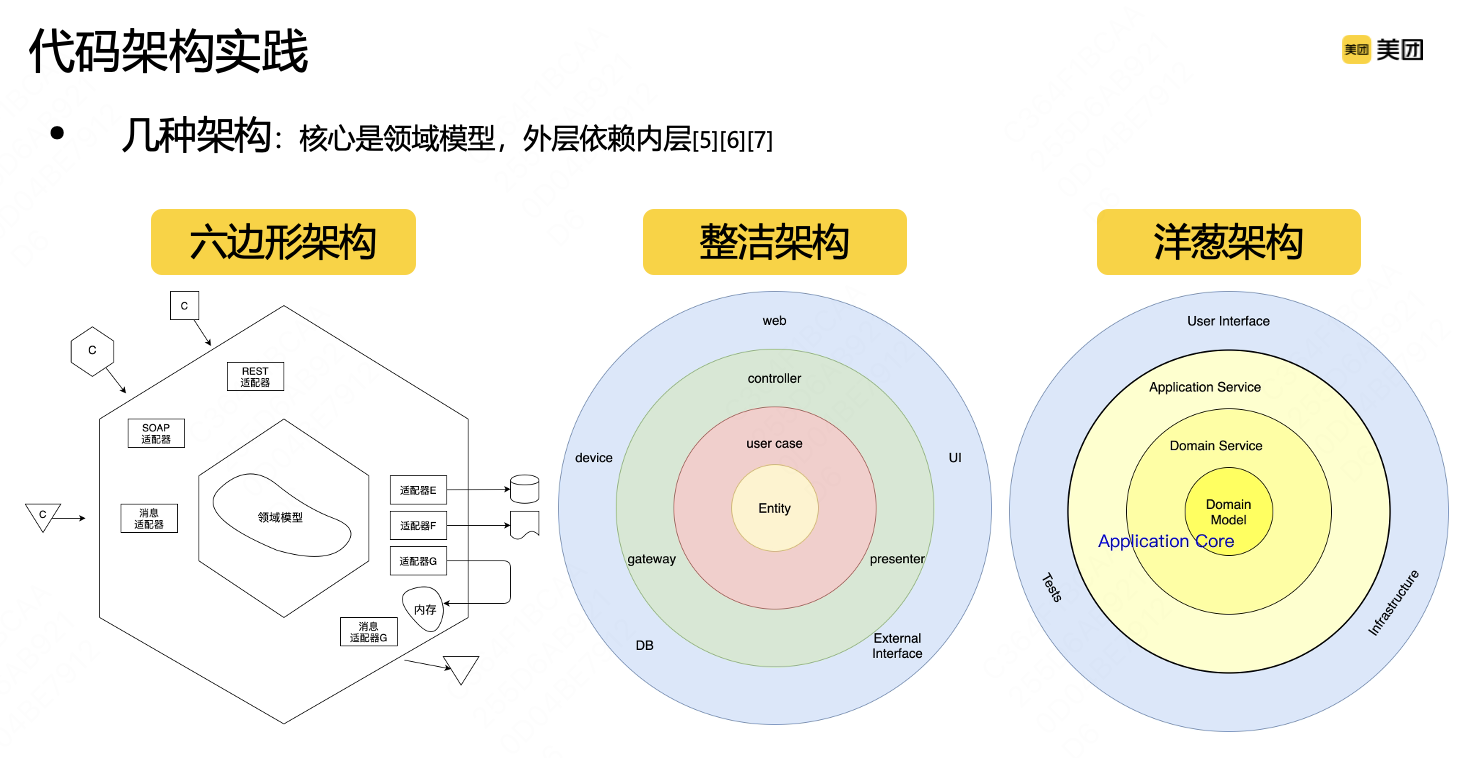 代码架构实践
美团 美团
• 几种架构：核心是领域模型，外层依赖内层[5][6][7]
六边形架构
C
C
REST
适配器
SOAP
适配器
C
消息
适配器
领域模型
适配器E
适配器F
适配器G
内存
消息
适配器G
整洁架构
web
controller
user case
device
UI
Entity
gateway
presenter
DB
External
Interface
洋葱架构
User Interface
Application Service
Domain Service
Domain
Model
Application Core
Tests
Infrastructure